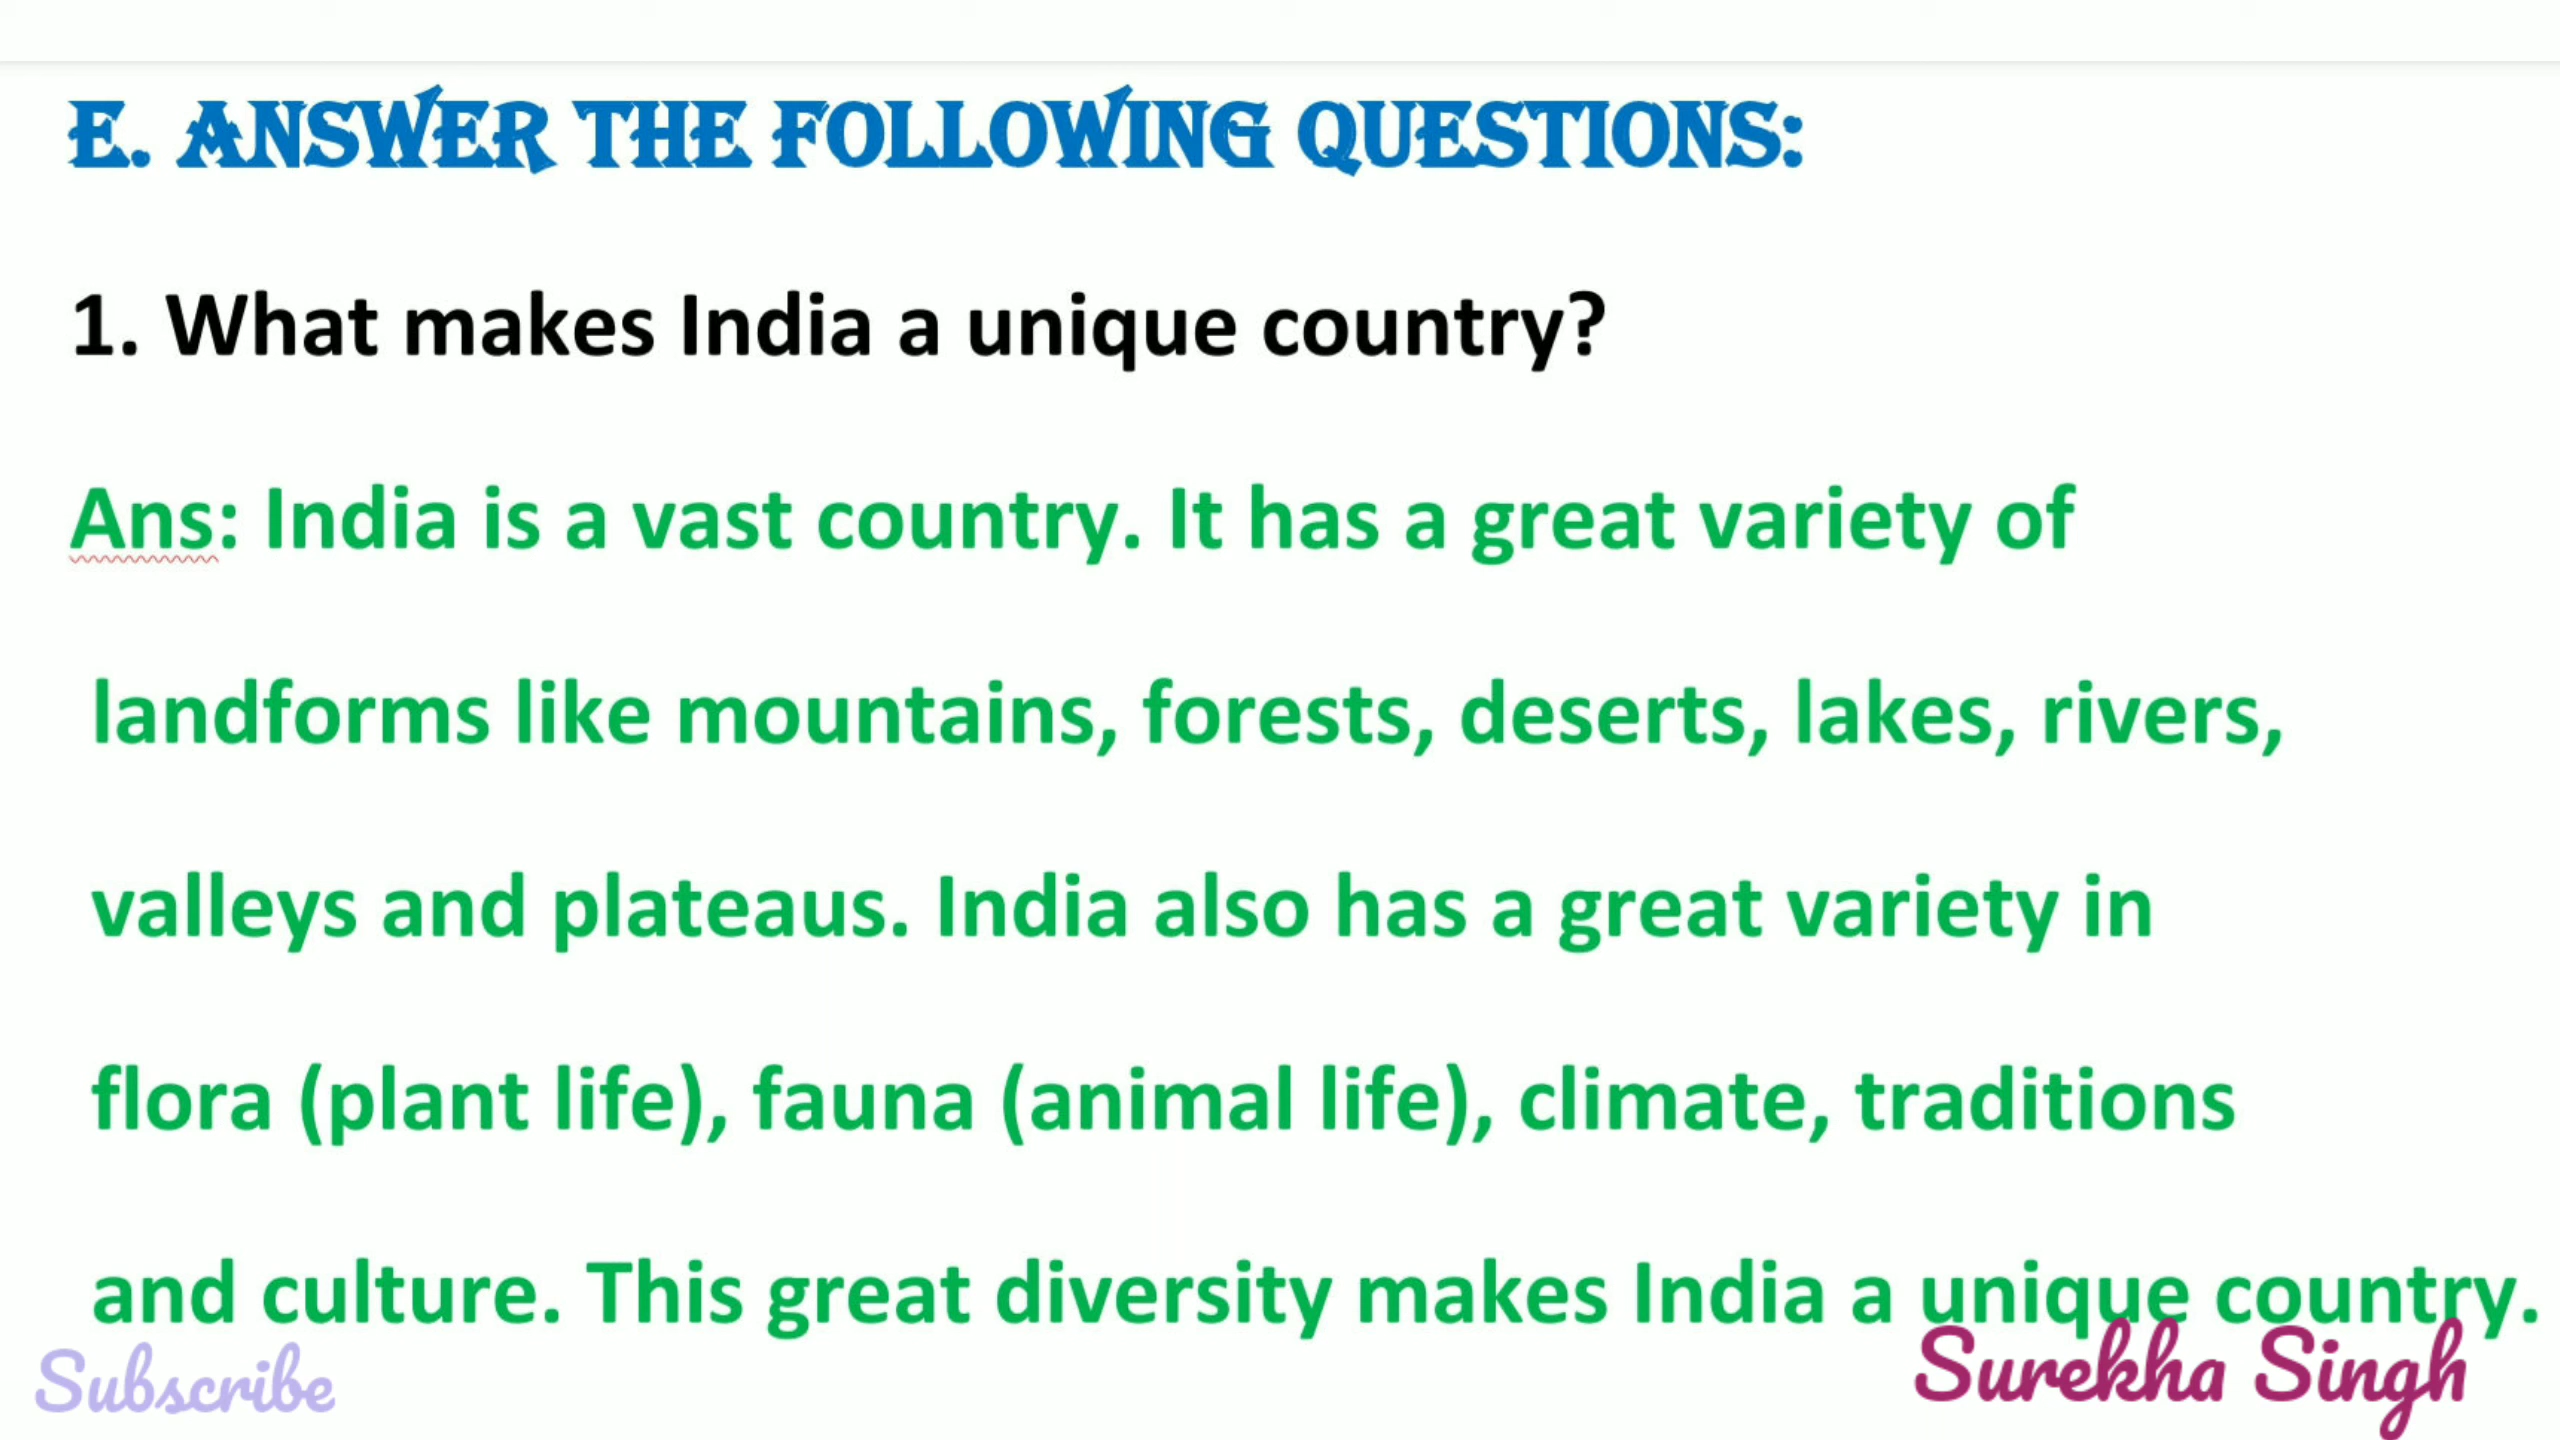 E. ANSWER THE FOLLOWING QUESTIONS:
1. What makes India a unique country?
Ans: India is a vast country. It has a great variety of
landforms like mountains, forests, deserts, lakes, rivers,
valleys and plateaus. India also has a great variety in
flora (plant life), fauna (animal life), climate, traditions
and culture. This great diversity makes India a unique country.
Subscribe
Surekha Singh